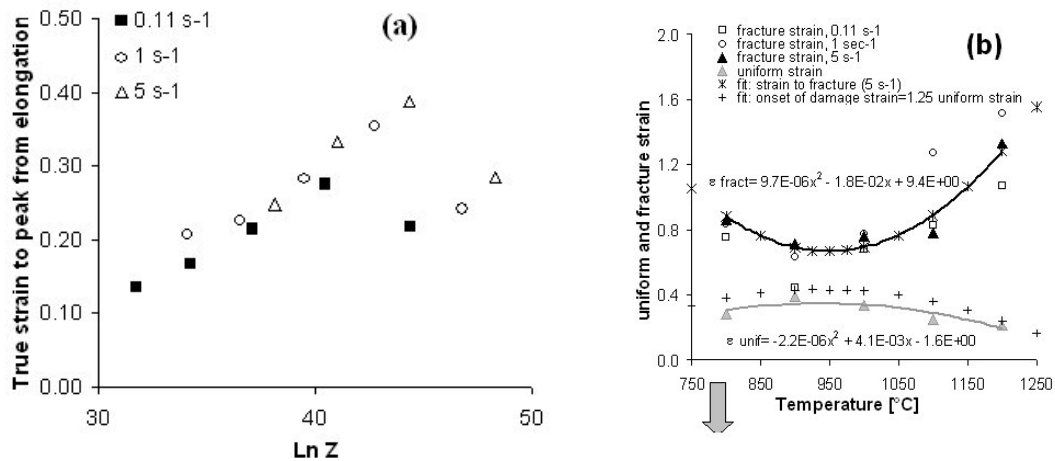 (a)
0.11 s-1
1 s-1
5 s-1
True strain to peak from elongation
0.50
0.40
0.30
0.20
0.10
0.00
30
40
50
Ln Z
(b)
fracture strain, 0.11 s-1
fracture strain, 1 sec-1
fracture strain, 5 s-1
uniform strain
fit: strain to fracture (5 s-1)
fit: onset of damage strain=1.25 uniform strain
uniform and fracture strain
2.0
1.6
1.2
0.8
0.4
0.0
ε fract= 9.7E-06x² - 1.8E-02x + 9.4E+00
ε unif= -2.2E-06x² + 4.1E-03x - 1.6E+00
750
850
950
1050
1150
1250
Temperature [°C]